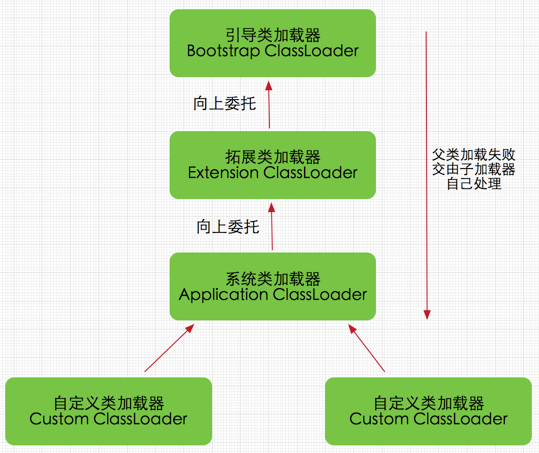 引导类加载器
Bootstrap ClassLoader
向上委托
拓展类加载器
Extension ClassLoader
父类加载失败
交由子加载器
自己处理
向上委托
系统类加载器
Application ClassLoader
自定义类加载器
Custom ClassLoader
自定义类加载器
Custom ClassLoader